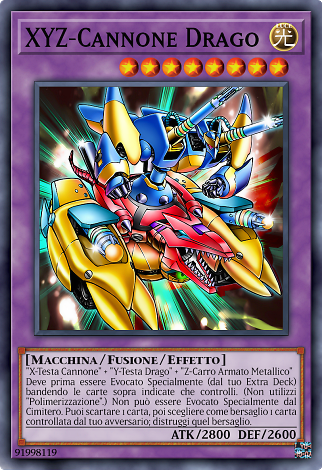 XYZ-Cannone Drago
光
[Macchina/Fusione/Effetto]
"X-Testa Cannone" + "Y-Testa Drago" + "Z-Carro Armato Metallico"
Deve prima essere Evocato Specialmente (dal tuo Extra Deck)
bandendo le carte sopra indicate che controlli. (Non utilizzi
"Polimerizzazione".) Non può essere Evocato Specialmente dal
Cimitero. Puoi scartare 1 carta, poi scegliere come bersaglio 1 carta
controllata dal tuo avversario; distruggi quel bersaglio.
ATK/2800 DEF/2600
91998119